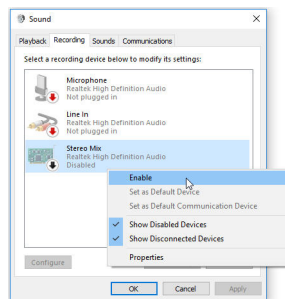 Sound
Playback Recording Sounds Communications
Select a recording device below to modify its settings:
Microphone
Realtek High Definition Audio
Not plugged in
Line In
Realtek High Definition Audio
Not plugged in
Stereo Mix
Realtek High Definition Audio
Disabled
Enable
Set as Default Device
Set as Default Communication Device
Show Disabled Devices
Show Disconnected Devices
Properties
Configure
OK Cancel Apply